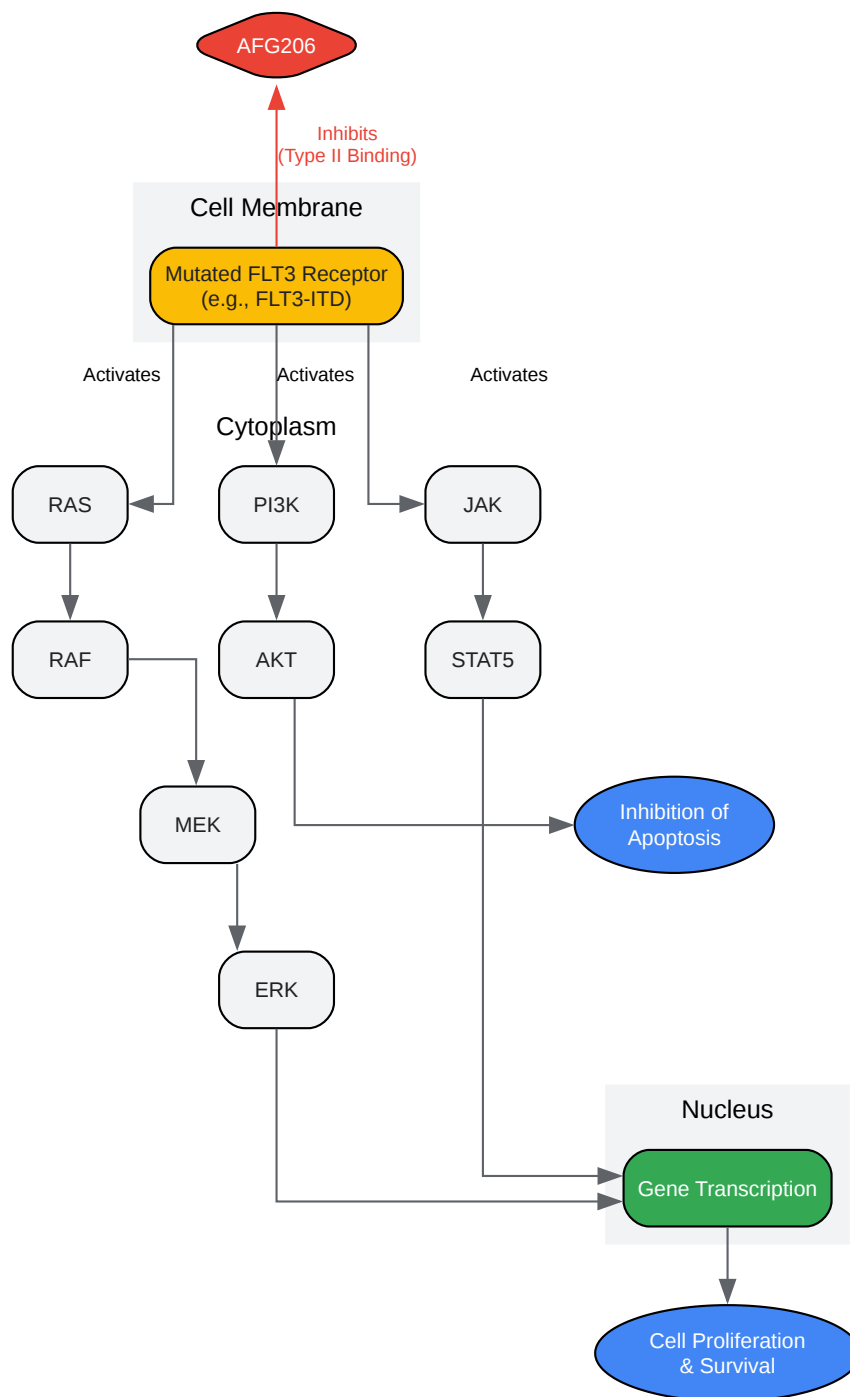 AFG206
Inhibits
(Type II Binding)
Cell Membrane
Mutated FLT3 Receptor
(e.g., FLT3-ITD)
Activates
Activates
Activates
Cytoplasm
RAS
PI3K
JAK
RAF
AKT
STAT5
MEK
Inhibition of
Apoptosis
ERK
Nucleus
Gene Transcription
Cell Proliferation
& Survival